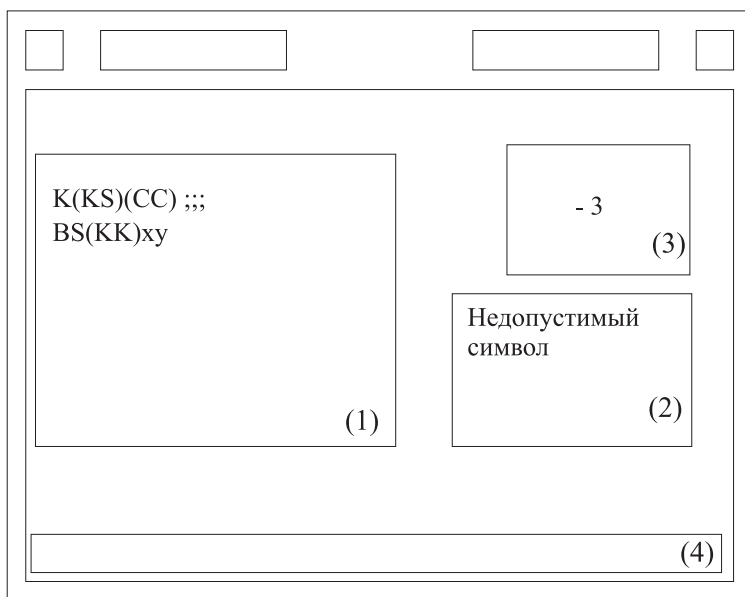 K(KS)(CC) ;;;
BS(KK)xy
(1)
- 3
(3)
Недопустимый
символ
(2)
(4)